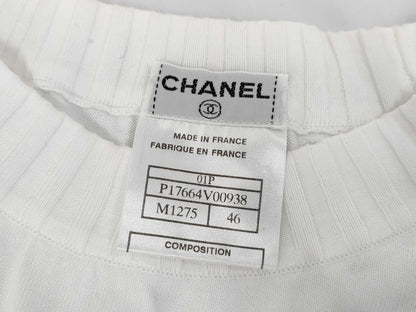 CHANEL
MADE IN FRANCE
FABRIQUE EN FRANCE
01P
P17664V00938
M1275 46
COMPOSITION